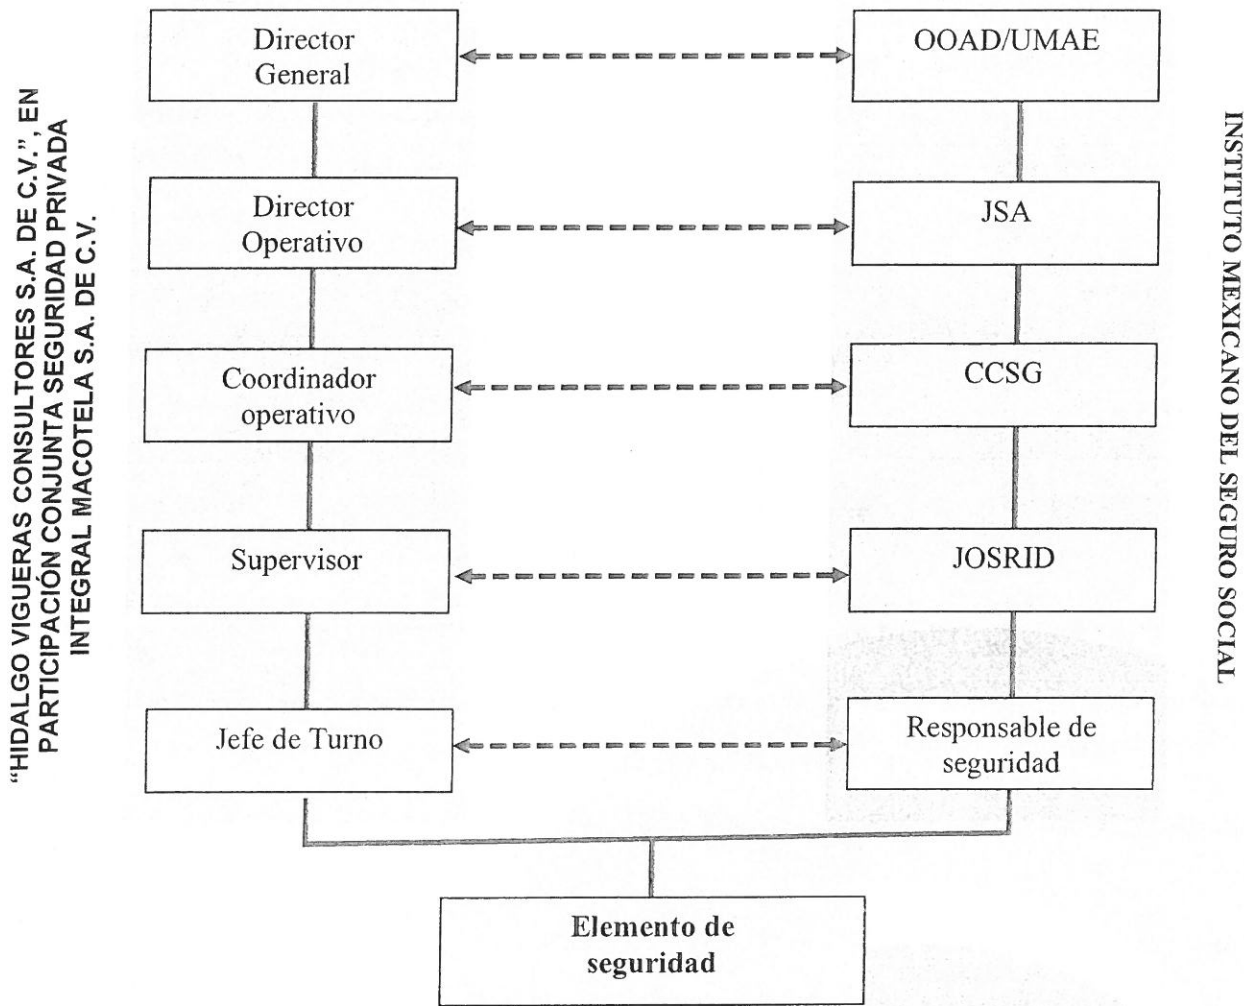 "HIDALGO VIGUERAS CONSULTORES S.A. DE C.V.", EN
PARTICIPACIÓN CONJUNTA SEGURIDAD PRIVADA
INTEGRAL MACOTELA S.A. DE C.V.
Director
General
OOAD/UMAE
Director
Operativo
JSA
Coordinador
operativo
CCSG
Supervisor
JOSRID
Jefe de Turno
Responsable de
seguridad
Elemento de
seguridad
INSTITUTO MEXICANO DEL SEGURO SOCIAL